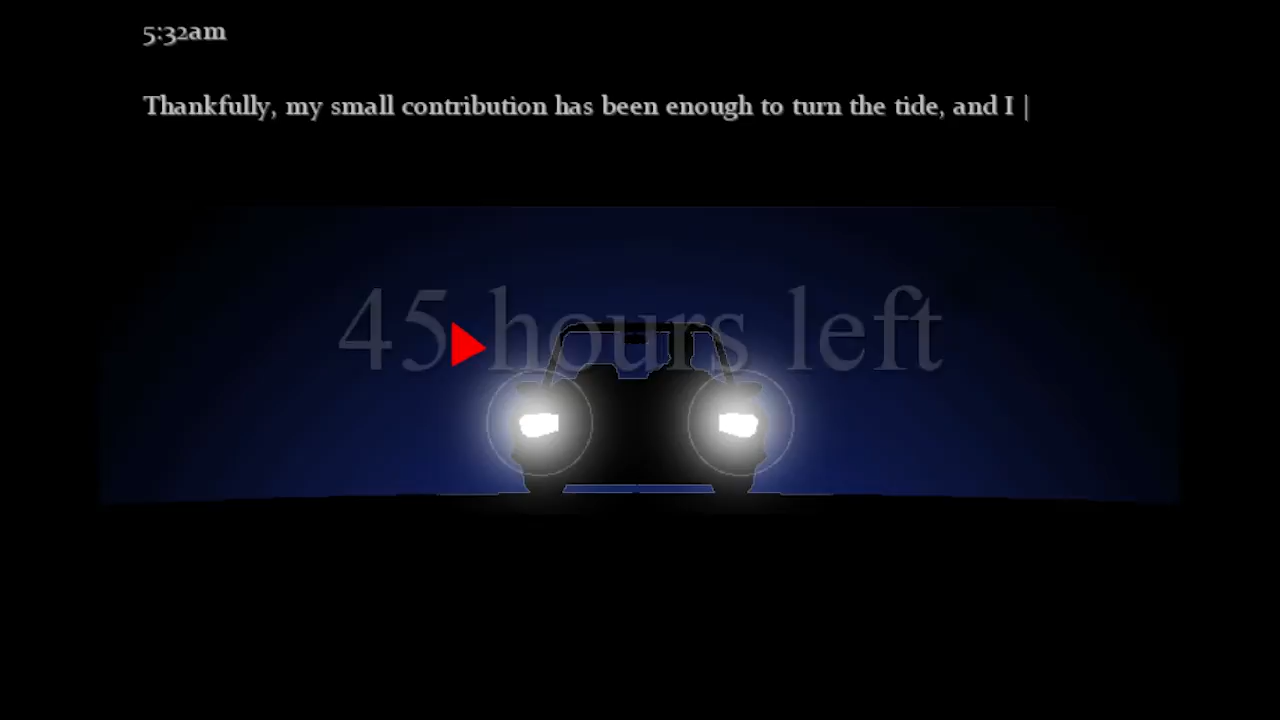 5:32am
Thankfully, my small contribution has been enough to turn the tide, and I |
45 hours left